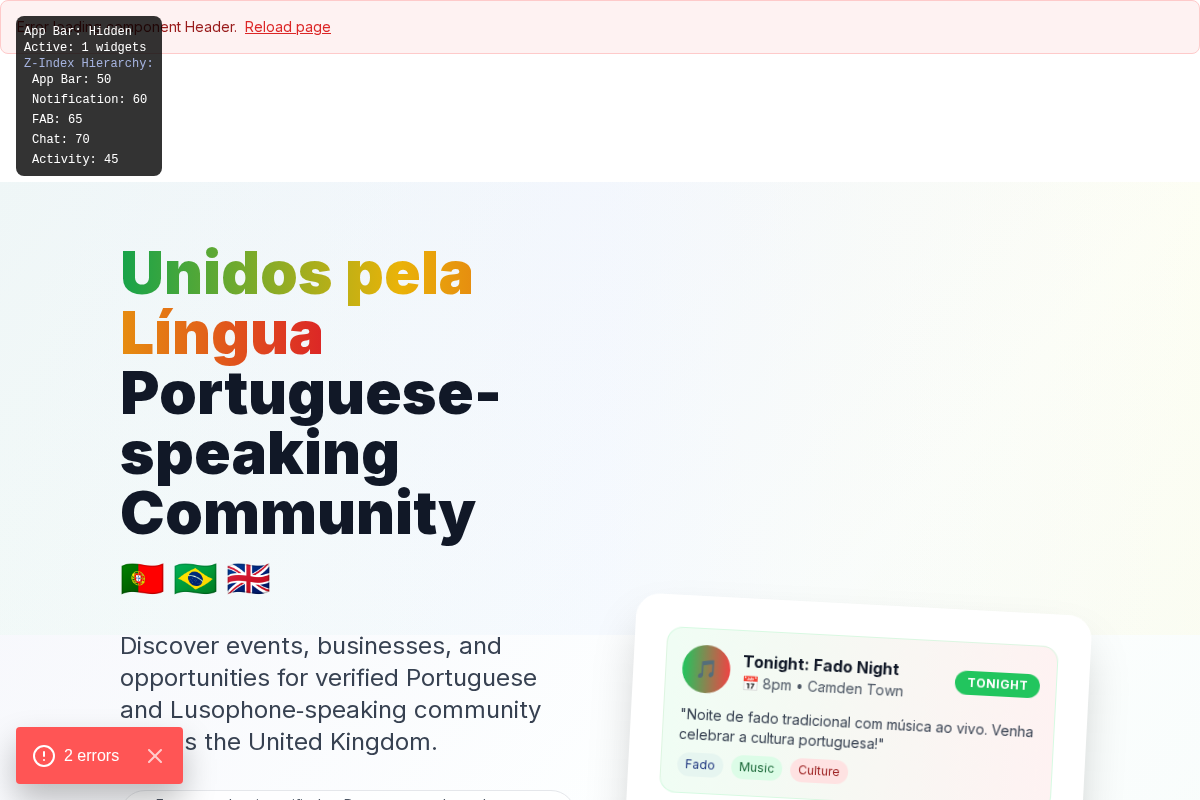 App Bar: Hidden
Active: 1 widgets
Z-Index Hierarchy:
App Bar: 50
Notification: 60
FAB: 65
Chat: 70
Activity: 45
Header. Reload page
Unidos pela
Língua
Portuguese-
speaking
Community
Discover events, businesses, and
opportunities for verified Portuguese
and Lusophone-speaking community
the United Kingdom.
2 errors
Tonight: Fado Night
8pm • Camden Town
TONIGHT
"Noite de fado tradicional com música ao vivo. Venha
celebrar a cultura portuguesa!"
Fado
Music
Culture